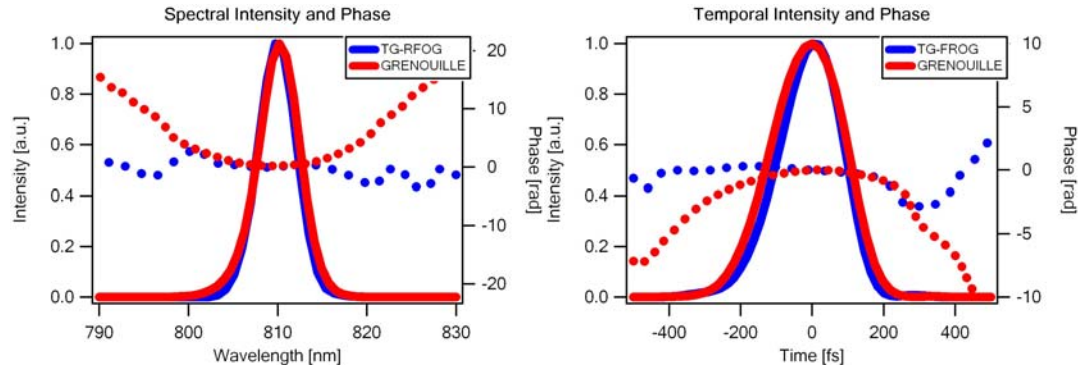 Spectral Intensity and Phase
TG-RFOG
GRENOUILLE
1.0
0.8
0.6
0.4
0.2
0.0
Intensity [a.u.]
20
10
0
-10
-20
Phase [rad]
790
800
810
820
830
Wavelength [nm]
Temporal Intensity and Phase
TG-FROG
GRENOUILLE
1.0
0.8
0.6
0.4
0.2
0.0
Intensity [a.u.]
10
5
0
-5
-10
Phase [rad]
-400
-200
0
200
400
Time [fs]